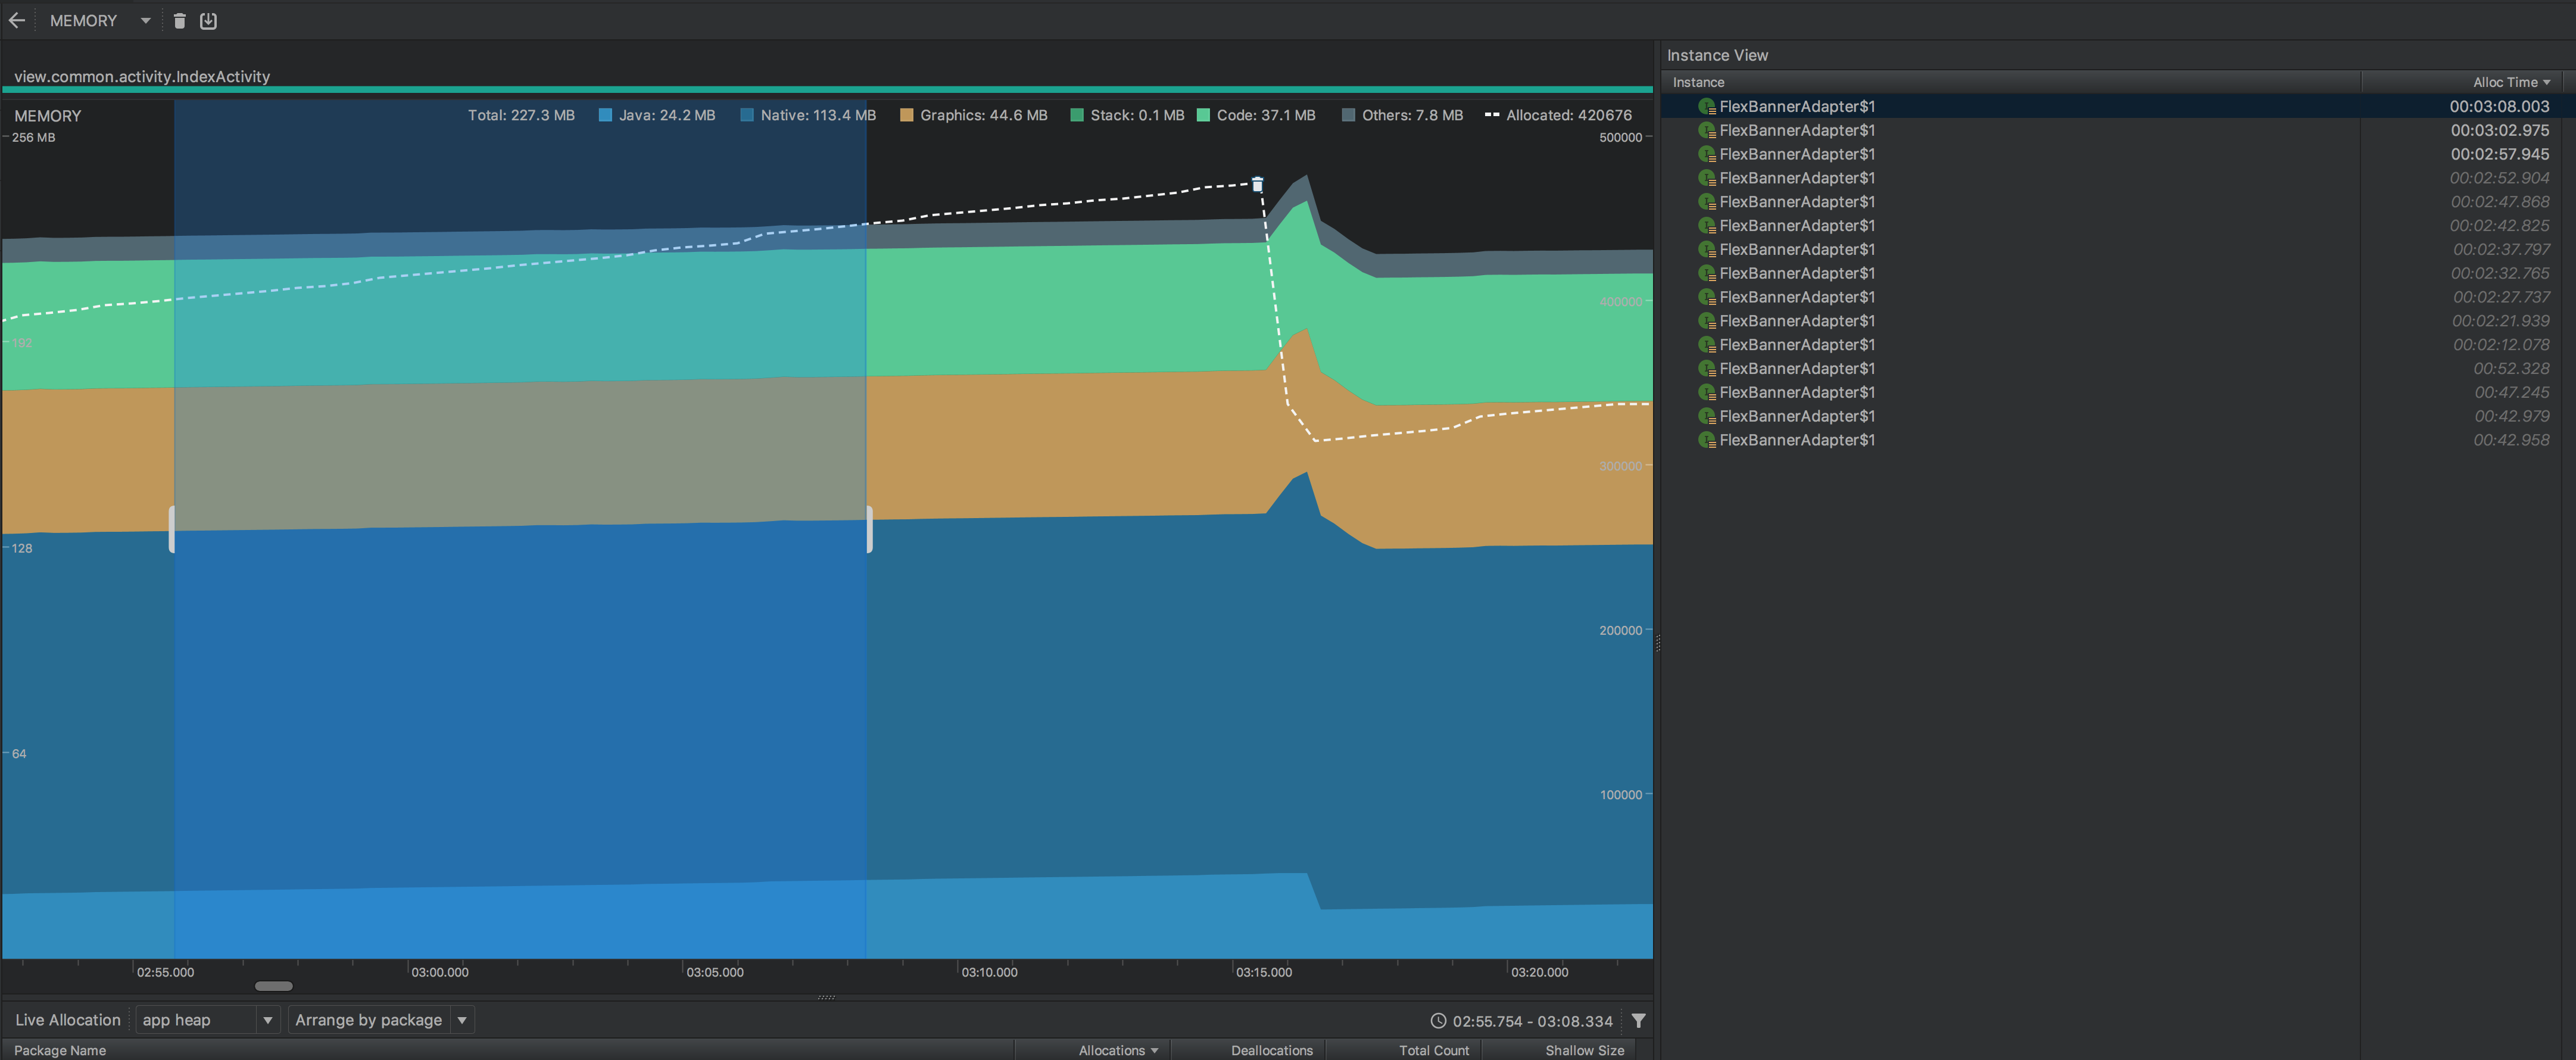 MEMORY
view.common.activity.IndexActivity
MEMORY
Total: 227.3 MB Java: 24.2 MB Native: 113.4 MB Graphics: 44.6 MB Stack: 0.1 MB Code: 37.1 MB Others: 7.8 MB Allocated: 420676
256 MB
500000
400000
192
300000
128
200000
64
100000
02:55.000 03:00.000 03:05.000 03:10.000 03:15.000 03:20.000
Live Allocation app heap Arrange by package 02:55.754 - 03:08.334
Package Name Allocations Deallocations Total Count Shallow Size
Instance View
Instance Alloc Time
FlexBannerAdapter$1 00:03:08.003
FlexBannerAdapter$1 00:03:02.975
FlexBannerAdapter$1 00:02:57.945
FlexBannerAdapter$1 00:02:52.904
FlexBannerAdapter$1 00:02:47.868
FlexBannerAdapter$1 00:02:42.825
FlexBannerAdapter$1 00:02:37.797
FlexBannerAdapter$1 00:02:32.765
FlexBannerAdapter$1 00:02:27.737
FlexBannerAdapter$1 00:02:21.939
FlexBannerAdapter$1 00:02:12.078
FlexBannerAdapter$1 00:52.328
FlexBannerAdapter$1 00:47.245
FlexBannerAdapter$1 00:42.979
FlexBannerAdapter$1 00:42.958